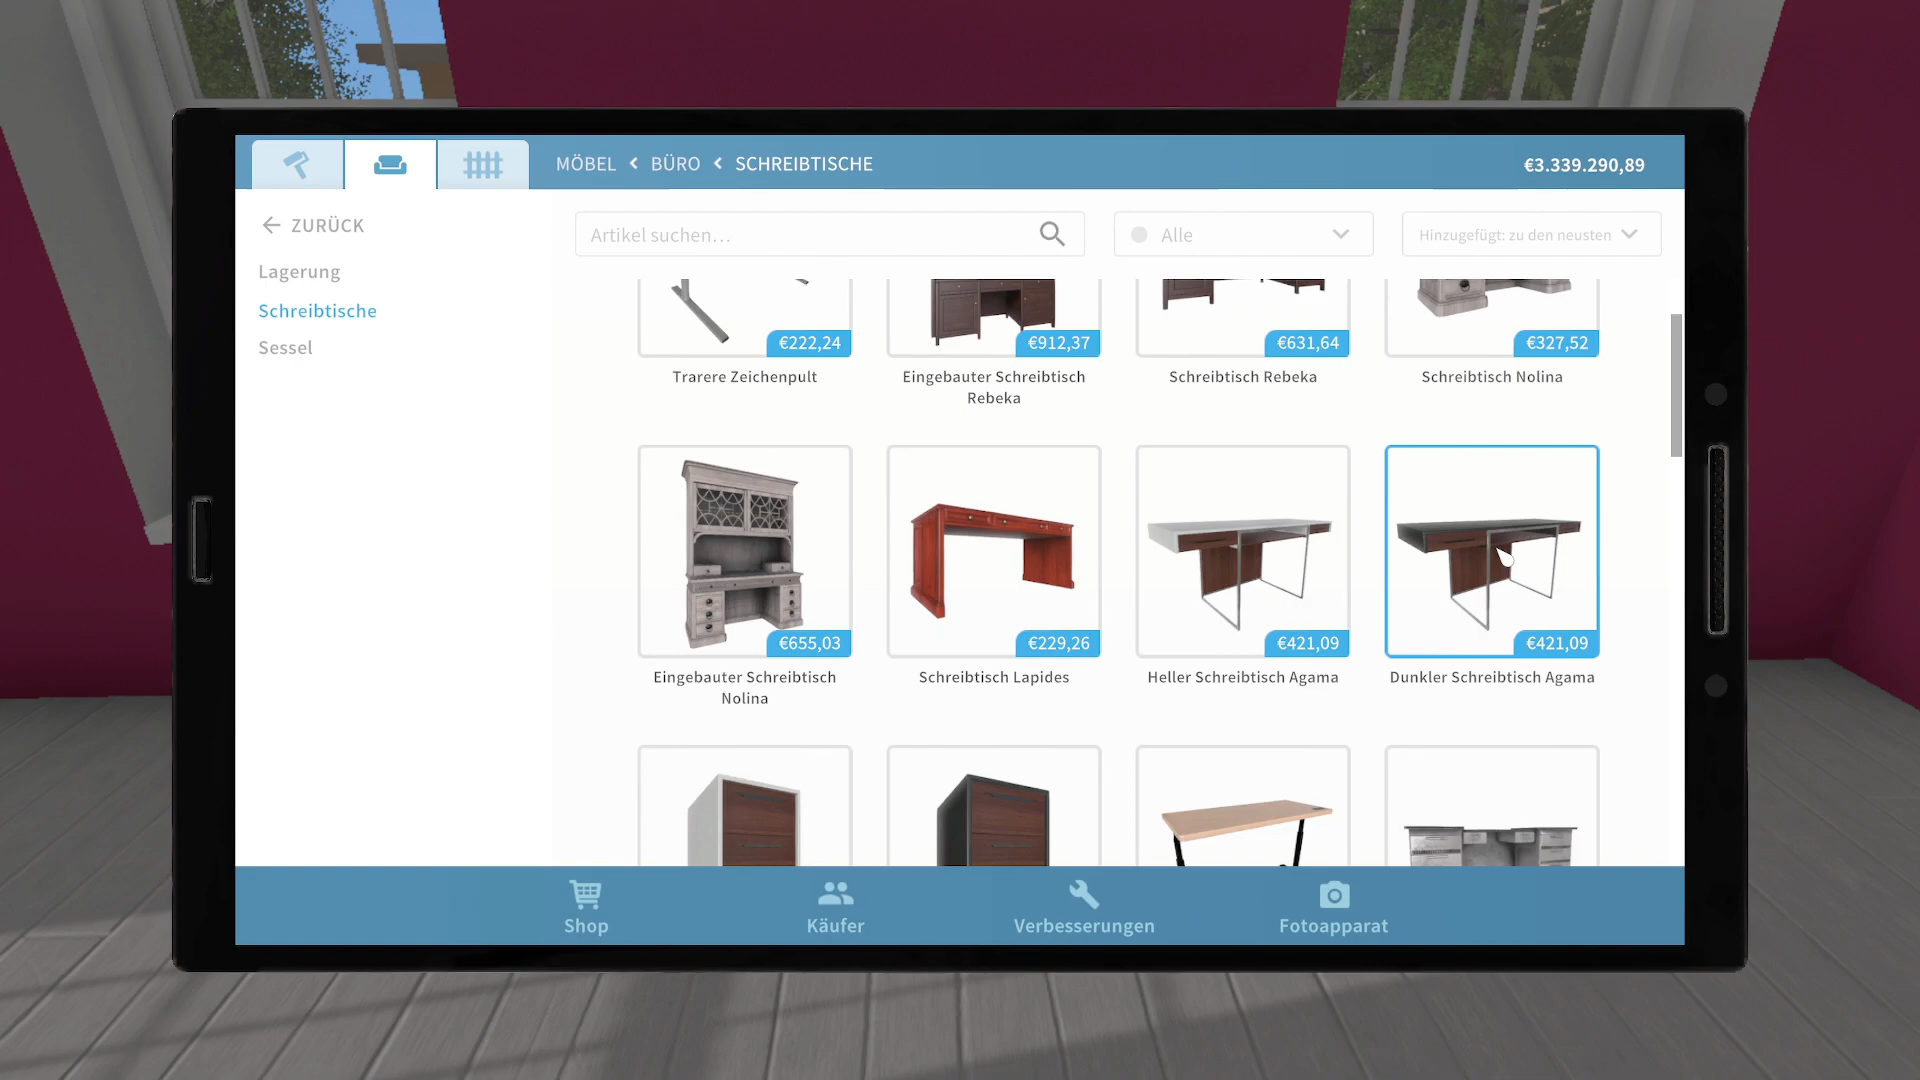 MÖBEL < BÜRO < SCHREIBTISCHE
€3.339.290,89
ZURÜCK
Lagerung
Schreibtische
Sessel
Artikel suchen...
Alle
Hinzugefügt: zu den neusten
€222,24
€912,37
€631,64
€327,52
Trarere Zeichenpult
Eingebauter Schreibtisch
Rebeka
Schreibtisch Rebeka
Schreibtisch Nolina
€655,03
€229,26
€421,09
€421,09
Eingebauter Schreibtisch
Nolina
Schreibtisch Lapides
Heller Schreibtisch Agama
Dunkler Schreibtisch Agama
Shop
Käufer
Verbesserungen
Fotoapparat